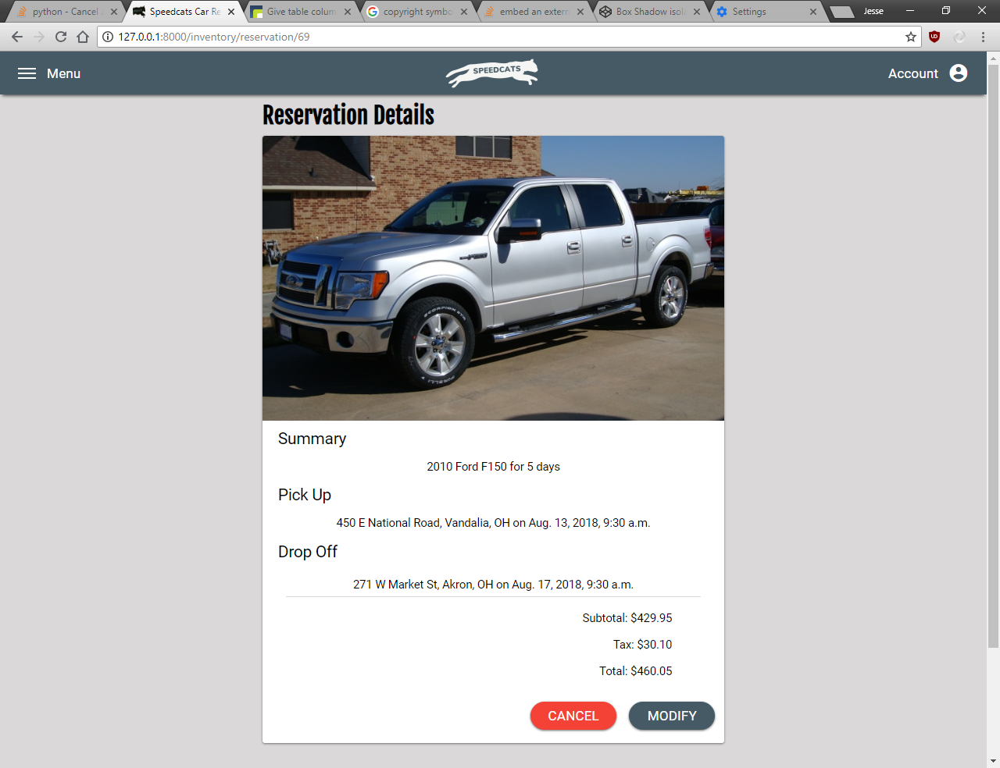 python - Cancel
Speedcats Car Re
Give table colum
copyright symbo
embed an extern
Box Shadow isol
Settings
Jesse
127.0.0.1:8000/inventory/reservation/69
Menu
SPEEDCATS
Account
Reservation Details
SCORPION ATR
PIRELLI
Summary
2010 Ford F150 for 5 days
Pick Up
450 E National Road, Vandalia, OH on Aug. 13, 2018, 9:30 a.m.
Drop Off
271 W Market St, Akron, OH on Aug. 17, 2018, 9:30 a.m.
Subtotal: $429.95
Tax: $30.10
Total: $460.05
CANCEL
MODIFY